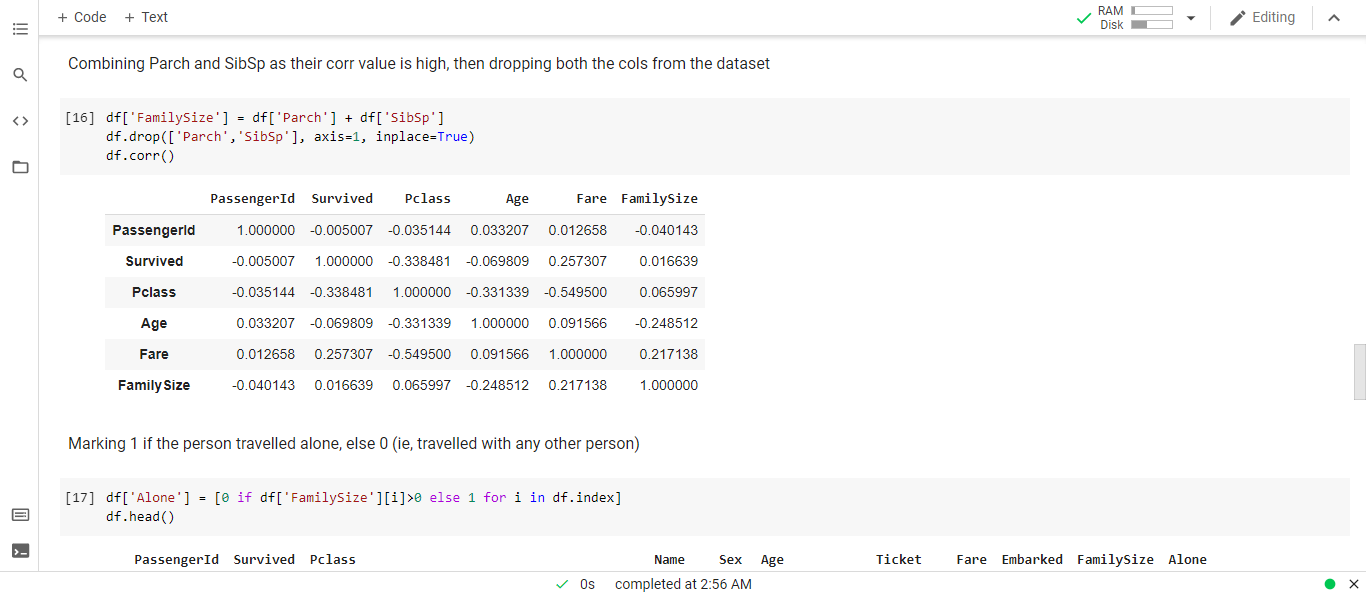 + Code + Text
RAM
Disk
Editing
Combining Parch and SibSp as their corr value is high, then dropping both the cols from the dataset
[16] df['FamilySize'] = df['Parch'] + df['SibSp']
df.drop(['Parch','SibSp'], axis=1, inplace=True)
df.corr()
PassengerId Survived Pclass Age Fare FamilySize
PassengerId 1.000000 -0.005007 -0.035144 0.033207 0.012658 -0.040143
Survived -0.005007 1.000000 -0.338481 -0.069809 0.257307 0.016639
Pclass -0.035144 -0.338481 1.000000 -0.331339 -0.549500 0.065997
Age 0.033207 -0.069809 -0.331339 1.000000 0.091566 -0.248512
Fare 0.012658 0.257307 -0.549500 0.091566 1.000000 0.217138
FamilySize -0.040143 0.016639 0.065997 -0.248512 0.217138 1.000000
Marking 1 if the person travelled alone, else 0 (ie, travelled with any other person)
[17] df['Alone'] = [0 if df['FamilySize'][i]>0 else 1 for i in df.index]
df.head()
PassengerId Survived Pclass Name Sex Age Ticket Fare Embarked FamilySize Alone
0s completed at 2:56 AM